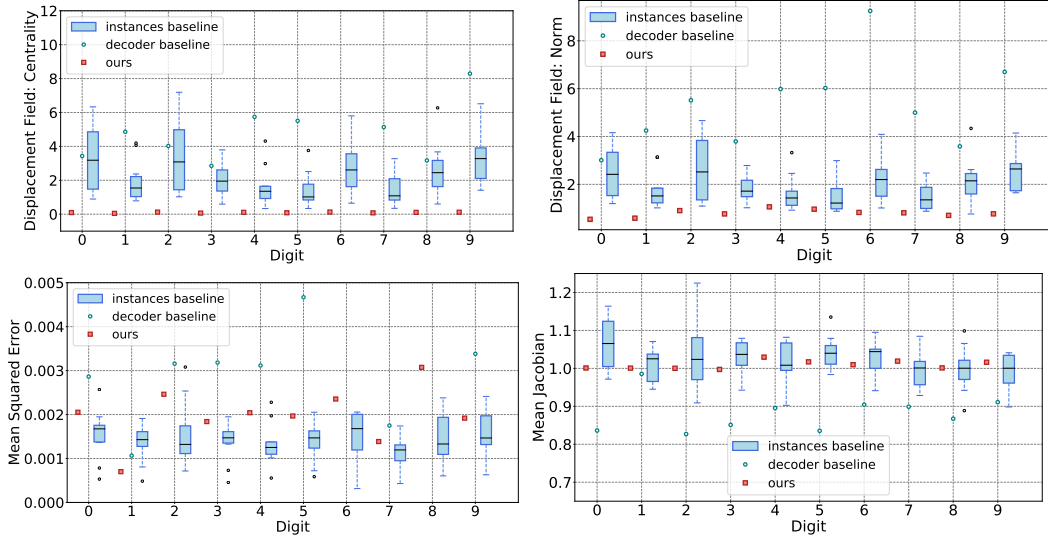 Displacement Field: Centrality
12
10
8
6
4
2
0
instances baseline
decoder baseline
ours
0 1 2 3 4 5 6 7 8 9
Digit
Displacement Field: Norm
8
6
4
2
instances baseline
decoder baseline
ours
0 1 2 3 4 5 6 7 8 9
Digit
Mean Squared Error
0.005
0.004
0.003
0.002
0.001
0.000
instances baseline
decoder baseline
ours
0 1 2 3 4 5 6 7 8 9
Digit
Mean Jacobian
1.2
1.1
1.0
0.9
0.8
0.7
instances baseline
decoder baseline
ours
0 1 2 3 4 5 6 7 8 9
Digit